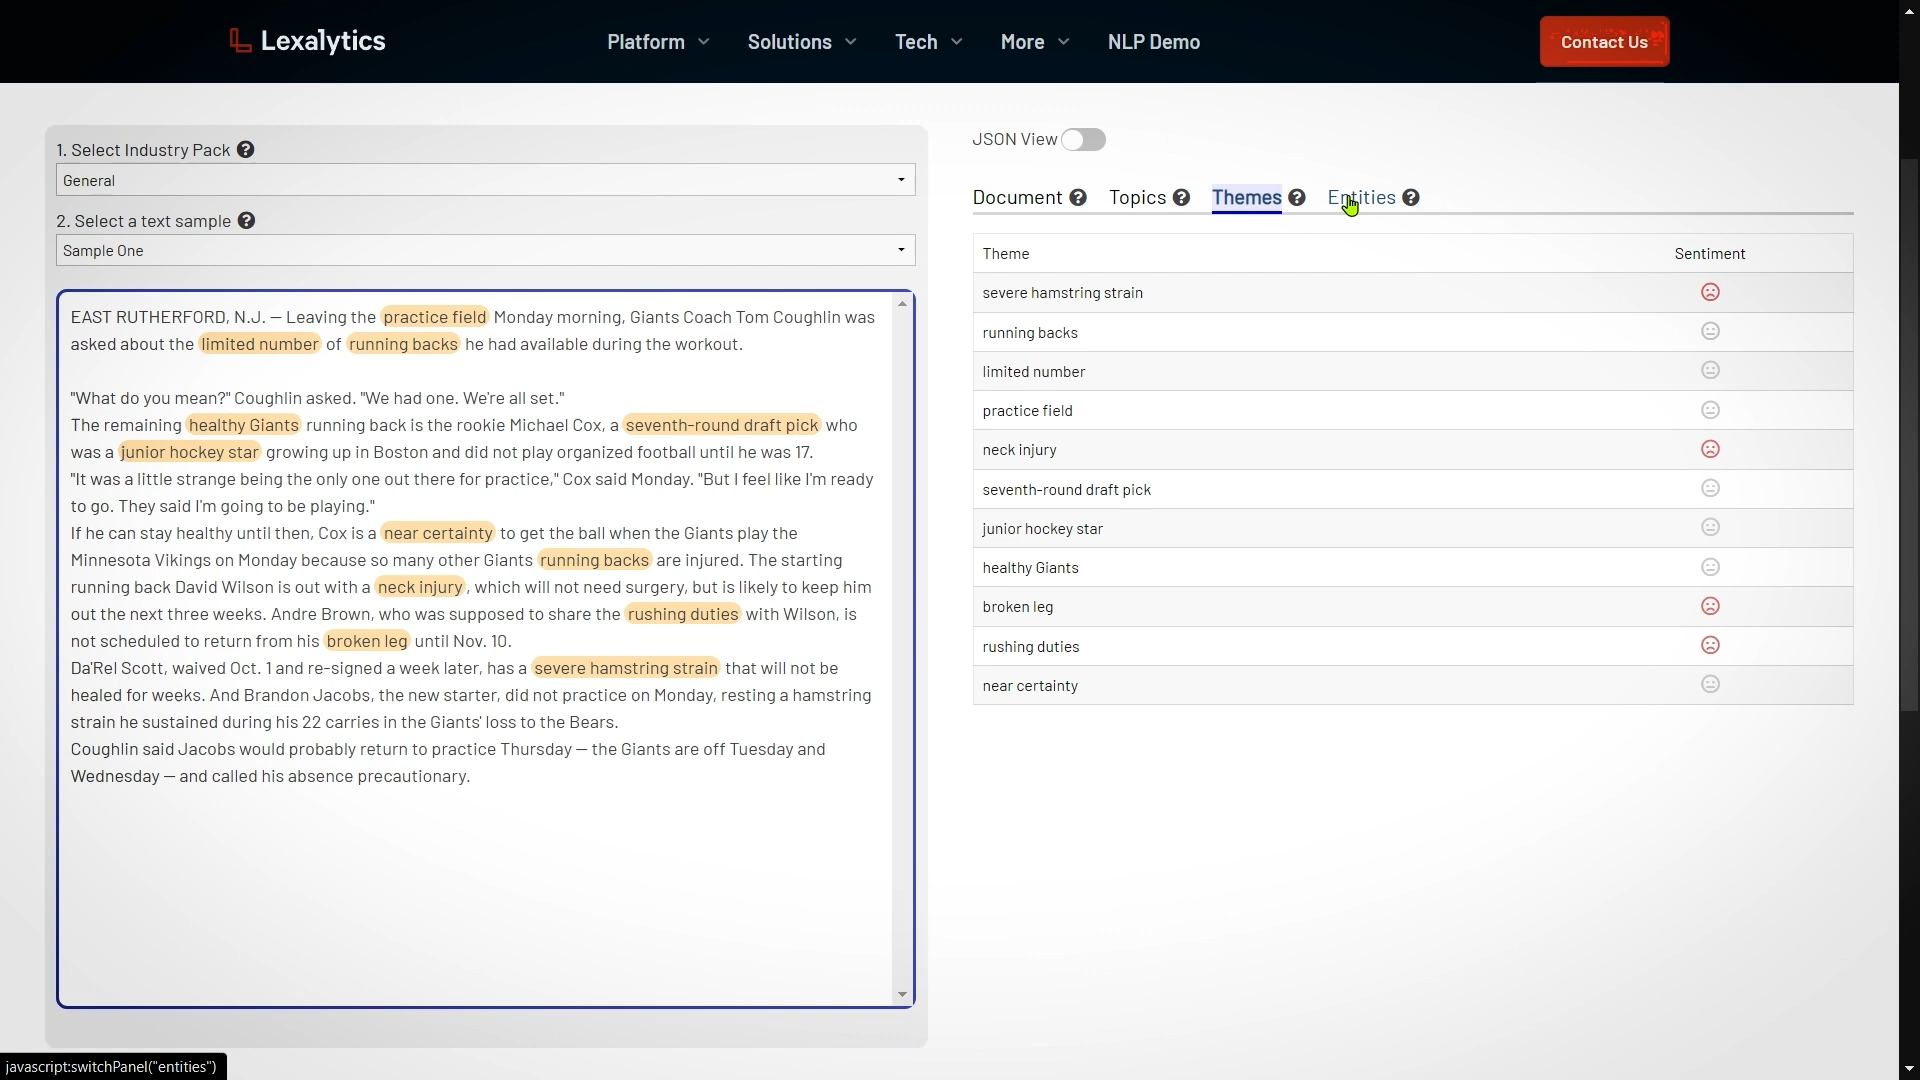 Lexalytics
Platform Solutions Tech More NLP Demo
Contact Us
1. Select Industry Pack
General
2. Select a text sample
Sample One
EAST RUTHERFORD, N.J. — Leaving the practice field Monday morning, Giants Coach Tom Coughlin was
asked about the limited number of running backs he had available during the workout.
"What do you mean?" Coughlin asked. "We had one. We're all set."
The remaining healthy Giants running back is the rookie Michael Cox, a seventh-round draft pick who
was a junior hockey star growing up in Boston and did not play organized football until he was 17.
"It was a little strange being the only one out there for practice," Cox said Monday. "But I feel like I'm ready
to go. They said I'm going to be playing."
If he can stay healthy until then, Cox is a near certainty to get the ball when the Giants play the
Minnesota Vikings on Monday because so many other Giants running backs are injured. The starting
running back David Wilson is out with a neck injury, which will not need surgery, but is likely to keep him
out the next three weeks. Andre Brown, who was supposed to share the rushing duties with Wilson, is
not scheduled to return from his broken leg until Nov. 10.
Da'Rel Scott, waived Oct. 1 and re-signed a week later, has a severe hamstring strain that will not be
healed for weeks. And Brandon Jacobs, the new starter, did not practice on Monday, resting a hamstring
strain he sustained during his 22 carries in the Giants' loss to the Bears.
Coughlin said Jacobs would probably return to practice Thursday — the Giants are off Tuesday and
Wednesday — and called his absence precautionary.
JSON View
Document Topics Themes Entities
Theme Sentiment
severe hamstring strain
running backs
limited number
practice field
neck injury
seventh-round draft pick
junior hockey star
healthy Giants
broken leg
rushing duties
near certainty
javascript:switchPanel("entities")